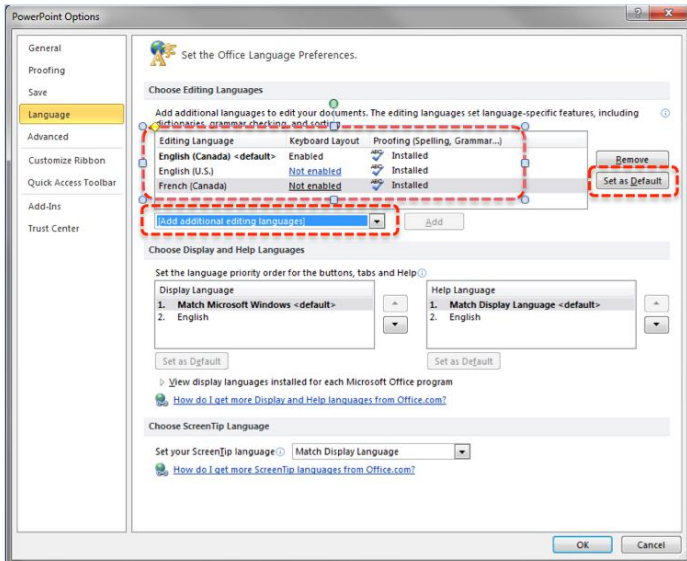 PowerPoint Options
General
Proofing
Save
Language
Advanced
Customize Ribbon
Quick Access Toolbar
Add-Ins
Trust Center
Set the Office Language Preferences.
Choose Editing Languages
Add additional languages to edit your documents. The editing languages set language-specific features, including
dictionaries, grammar checking, and sorting
Editing Language Keyboard Layout Proofing (Spelling, Grammar...)
English (Canada) <default> Enabled Installed
English (U.S.) Not enabled Installed
French (Canada) Not enabled Installed
Remove
Set as Default
[Add additional editing languages]
Add
Choose Display and Help Languages
Set the language priority order for the buttons, tabs and Help
Display Language
1. Match Microsoft Windows <default>
2. English
Set as Default
Help Language
1. Match Display Language <default>
2. English
Set as Default
View display languages installed for each Microsoft Office program
How do I get more Display and Help languages from Office.com?
Choose ScreenTip Language
Set your ScreenTip language Match Display Language
How do I get more ScreenTip languages from Office.com?
OK Cancel